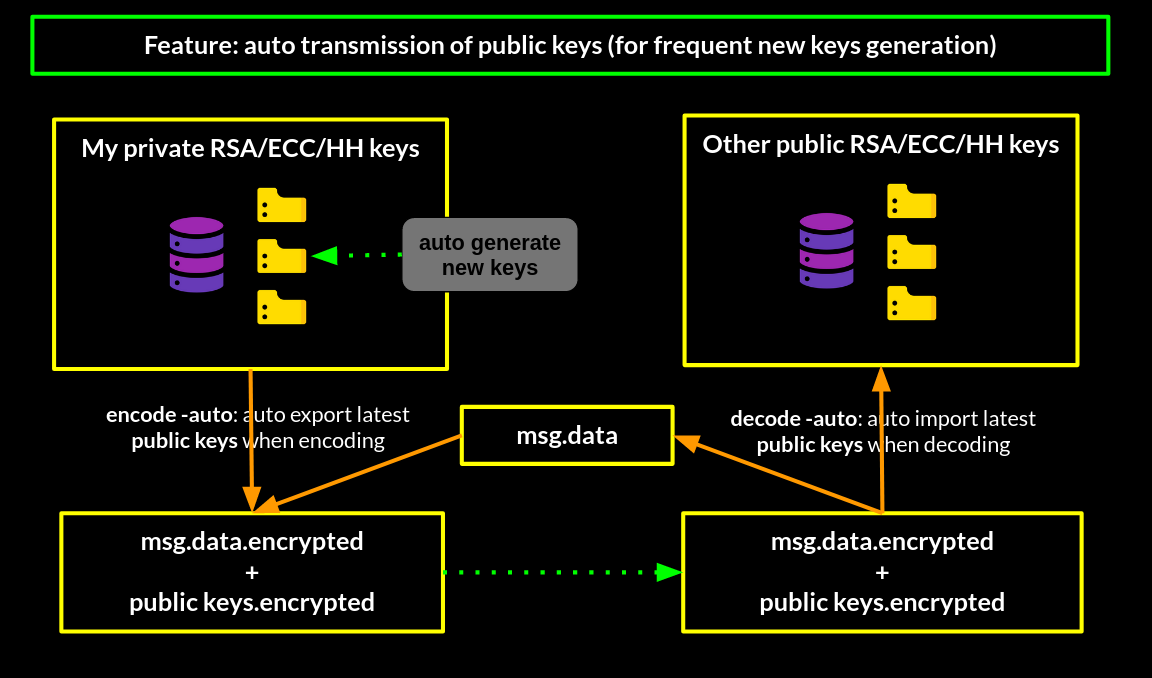 Feature: auto transmission of public keys (for frequent new keys generation)
My private RSA/ECC/HH keys
Other public RSA/ECC/HH keys
auto generate
new keys
encode -auto: auto export latest
public keys when encoding
msg.data
decode -auto: auto import latest
public keys when decoding
msg.data.encrypted
+
public keys.encrypted
msg.data.encrypted
+
public keys.encrypted